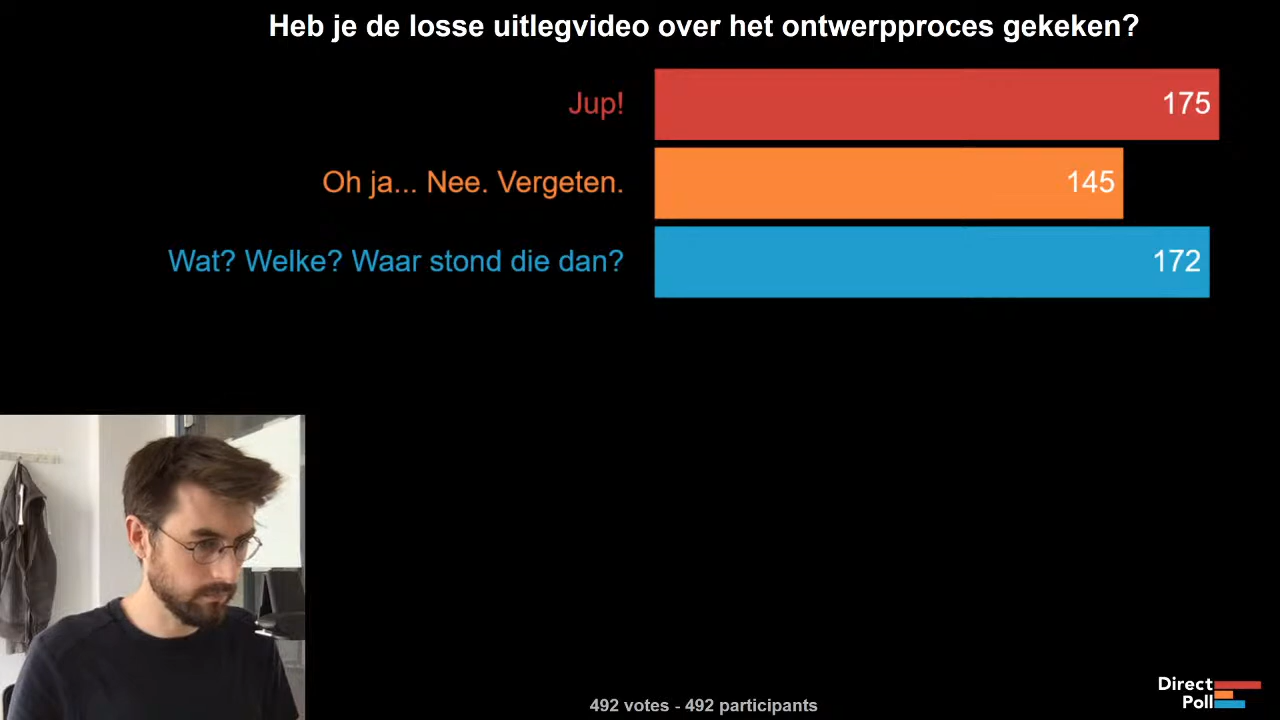 Heb je de losse uitlegvideo over het ontwerpproces gekeken?
Jup!
175
Oh ja... Nee. Vergeten.
145
Wat? Welke? Waar stond die dan?
172
492 votes - 492 participants
Direct
Poll